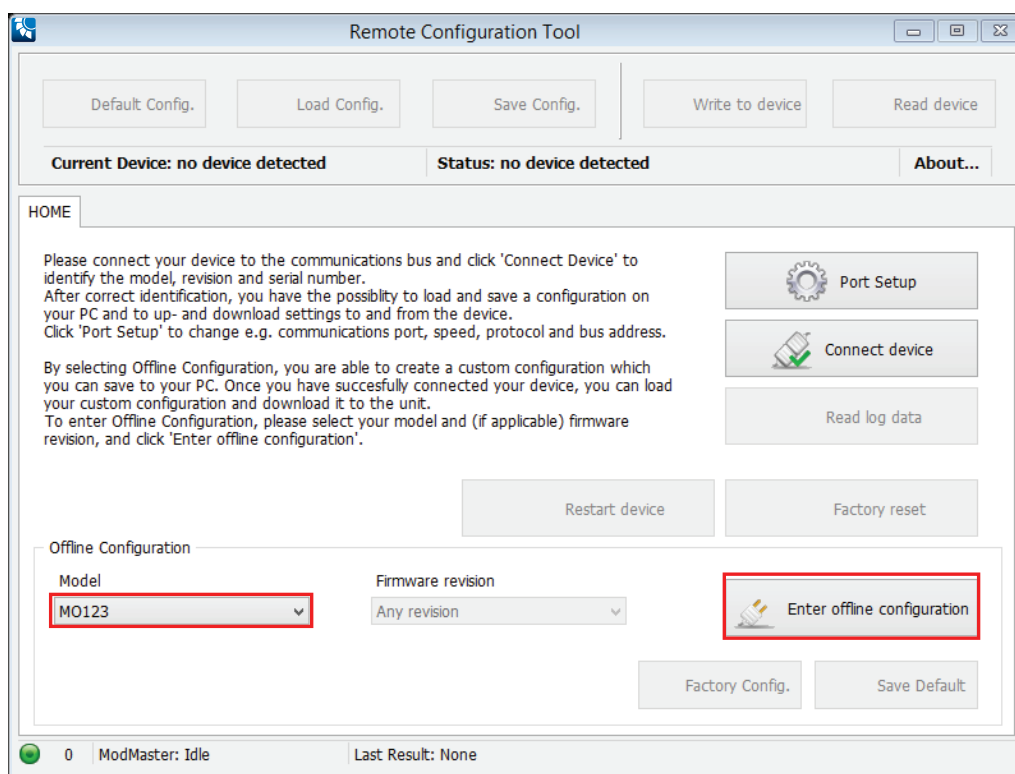 Remote Configuration Tool
Default Config.
Load Config.
Save Config.
Write to device
Read device
Current Device: no device detected
Status: no device detected
About...
HOME
Please connect your device to the communications bus and click 'Connect Device' to
identify the model, revision and serial number.
After correct identification, you have the possiblity to load and save a configuration on
your PC and to up- and download settings to and from the device.
Click 'Port Setup' to change e.g. communications port, speed, protocol and bus address.
By selecting Offline Configuration, you are able to create a custom configuration which
you can save to your PC. Once you have succesfully connected your device, you can load
your custom configuration and download it to the unit.
To enter Offline Configuration, please select your model and (if applicable) firmware
revision, and click 'Enter offline configuration'.
Port Setup
Connect device
Read log data
Restart device
Factory reset
Offline Configuration
Model
Firmware revision
MO123
Any revision
Enter offline configuration
Factory Config.
Save Default
0
ModMaster: Idle
Last Result: None